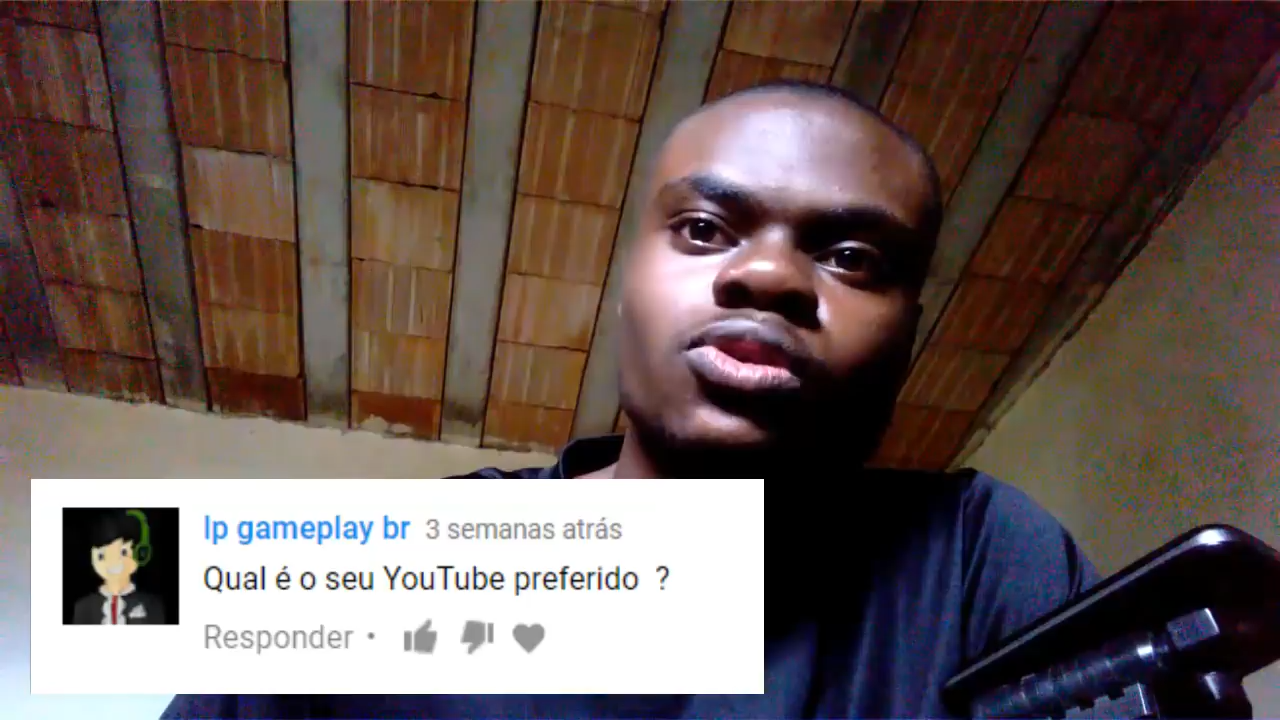 lp gameplay br 3 semanas atrás
Qual é o seu YouTube preferido ?
Responder •